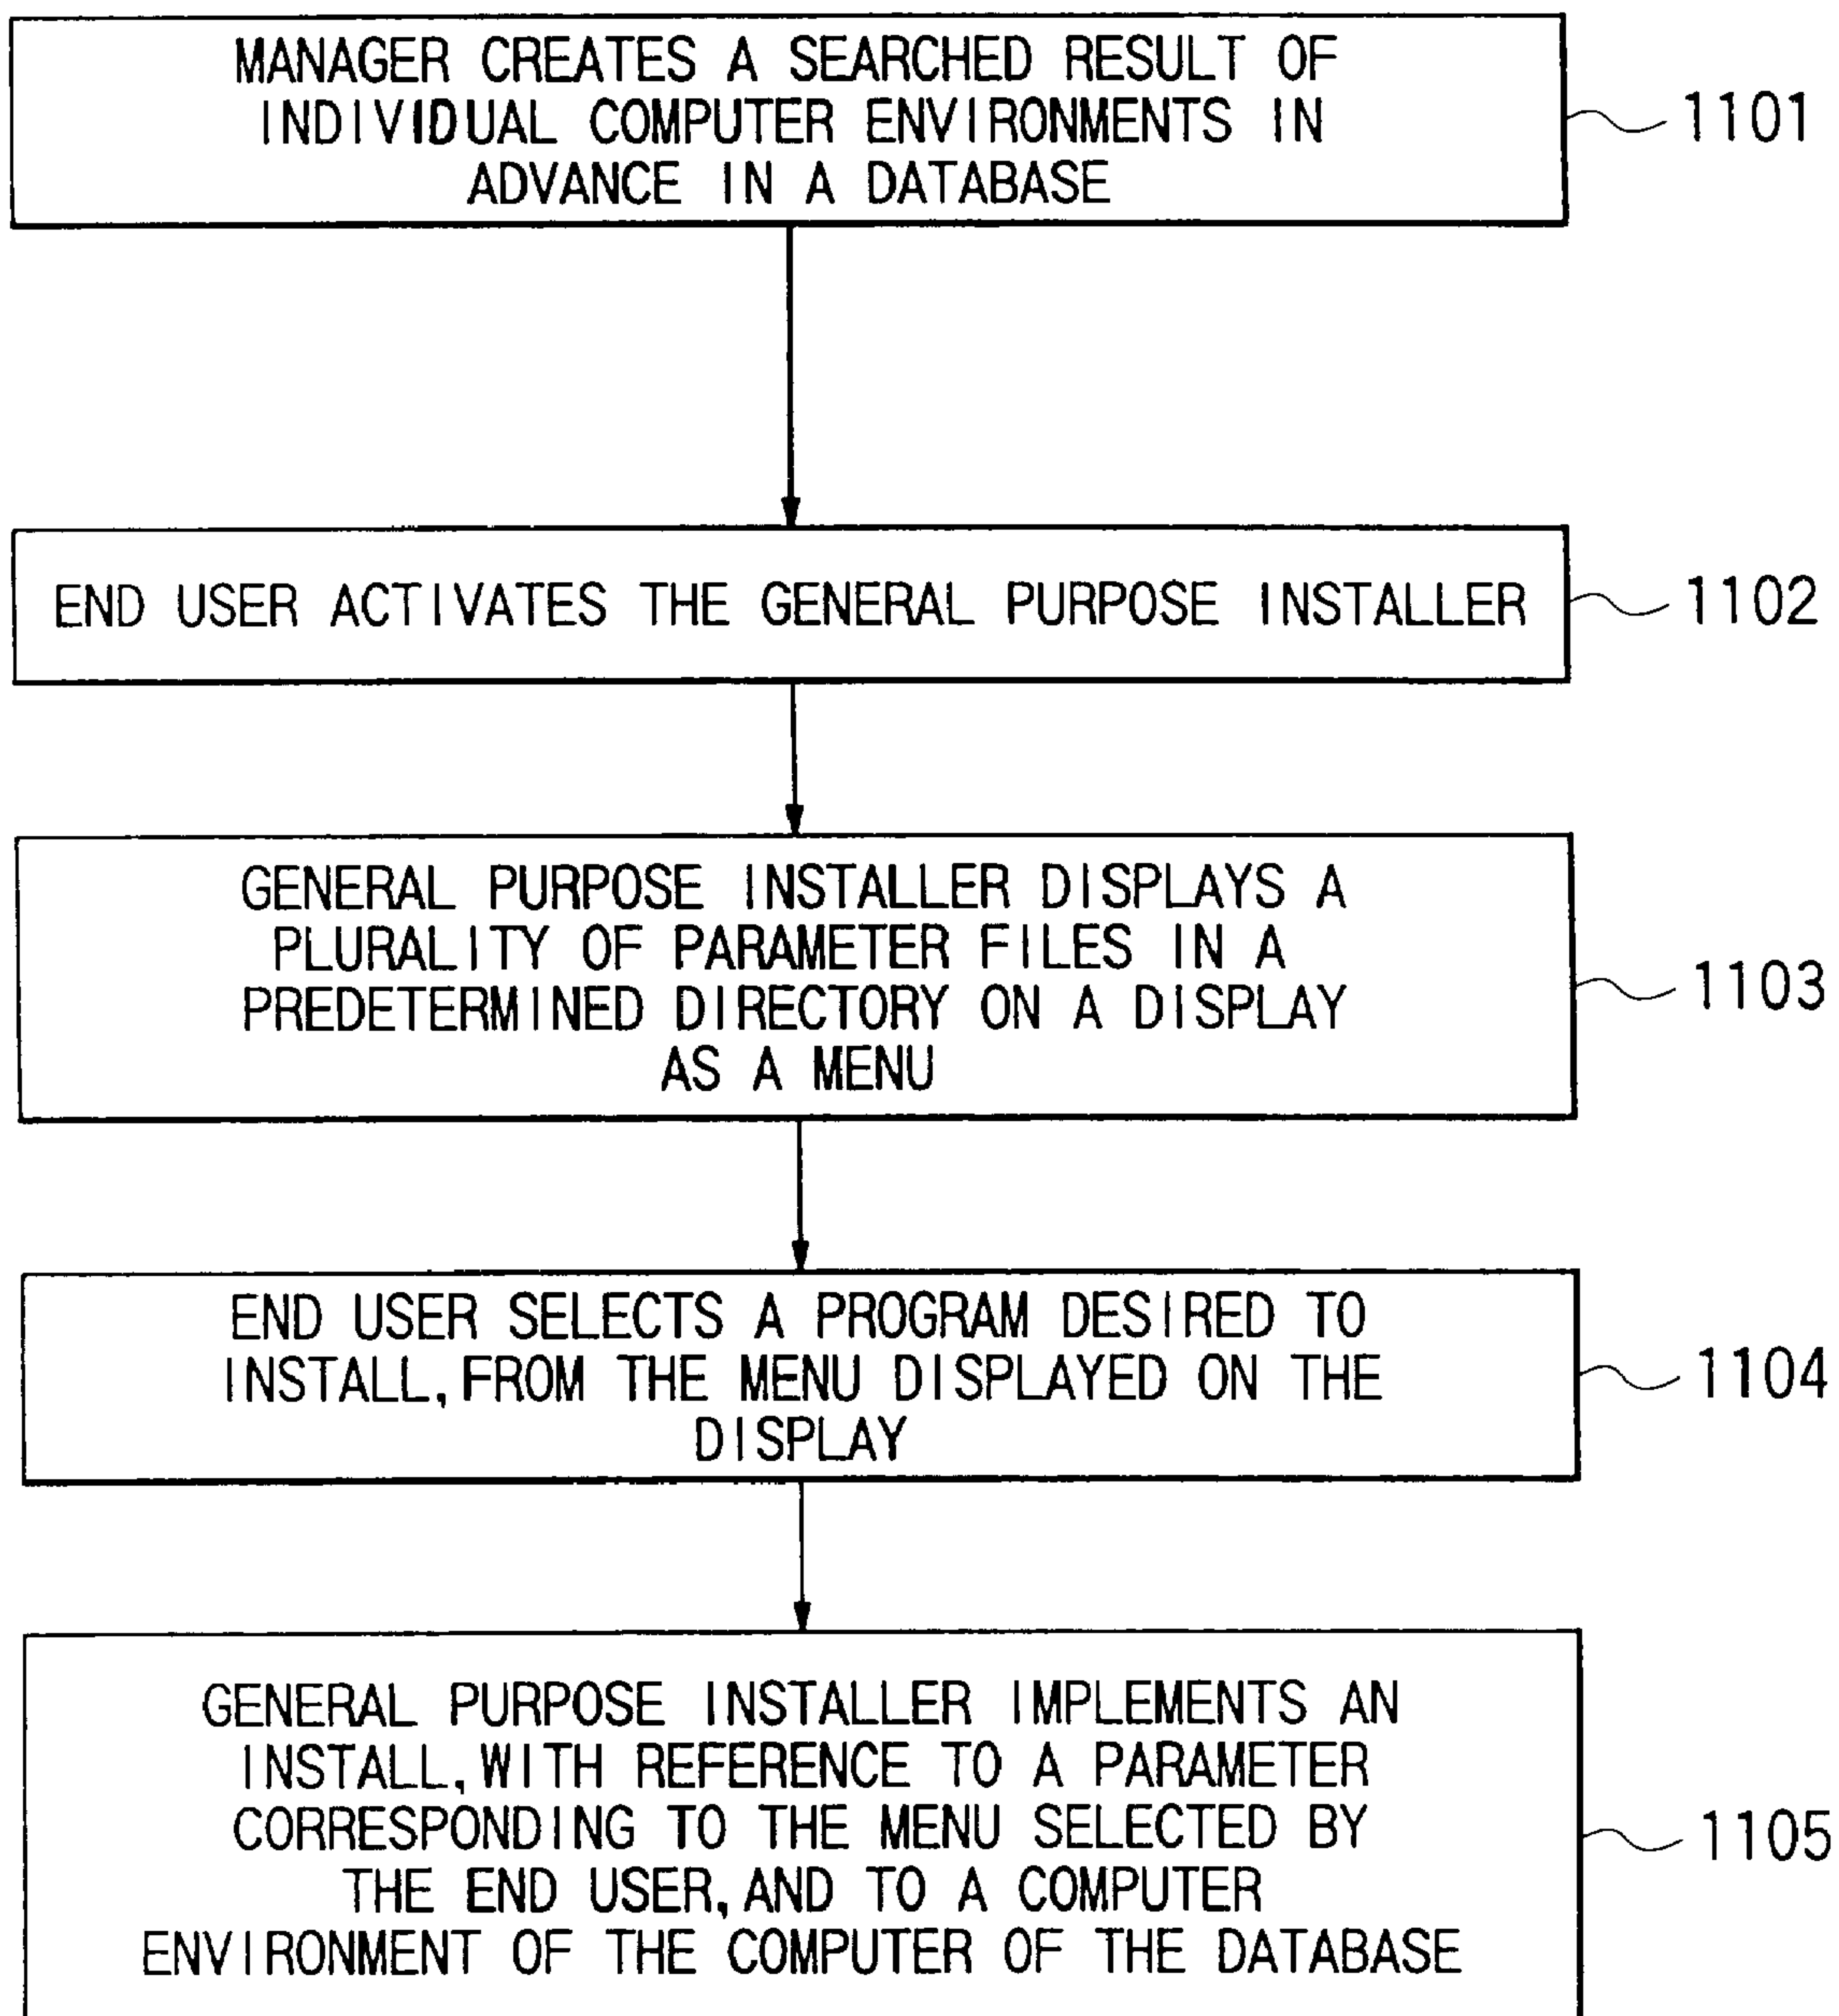 MANAGER CREATES A SEARCHED RESULT OF
INDIVIDUAL COMPUTER ENVIRONMENTS IN
ADVANCE IN A DATABASE
1101
END USER ACTIVATES THE GENERAL PURPOSE INSTALLER
1102
GENERAL PURPOSE INSTALLER DISPLAYS A
PLURALITY OF PARAMETER FILES IN A
PREDETERMINED DIRECTORY ON A DISPLAY
AS A MENU
1103
END USER SELECTS A PROGRAM DESIRED TO
INSTALL, FROM THE MENU DISPLAYED ON THE
DISPLAY
1104
GENERAL PURPOSE INSTALLER IMPLEMENTS AN
INSTALL, WITH REFERENCE TO A PARAMETER
CORRESPONDING TO THE MENU SELECTED BY
THE END USER, AND TO A COMPUTER
ENVIRONMENT OF THE COMPUTER OF THE DATABASE
1105